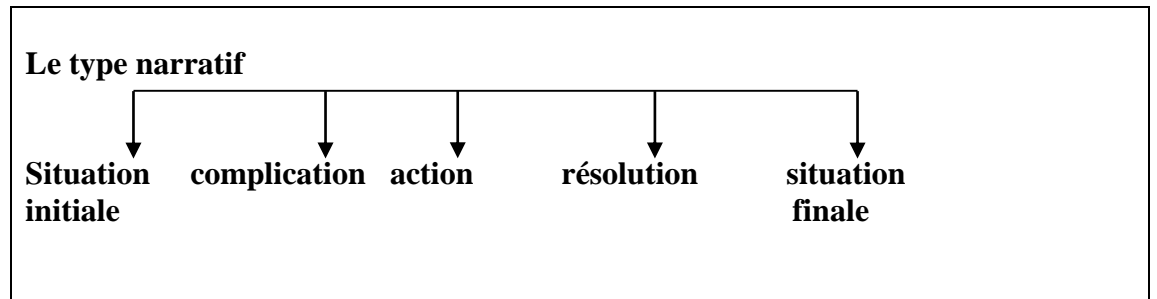 Le type narratif
Situation complication action résolution situation
initiale finale